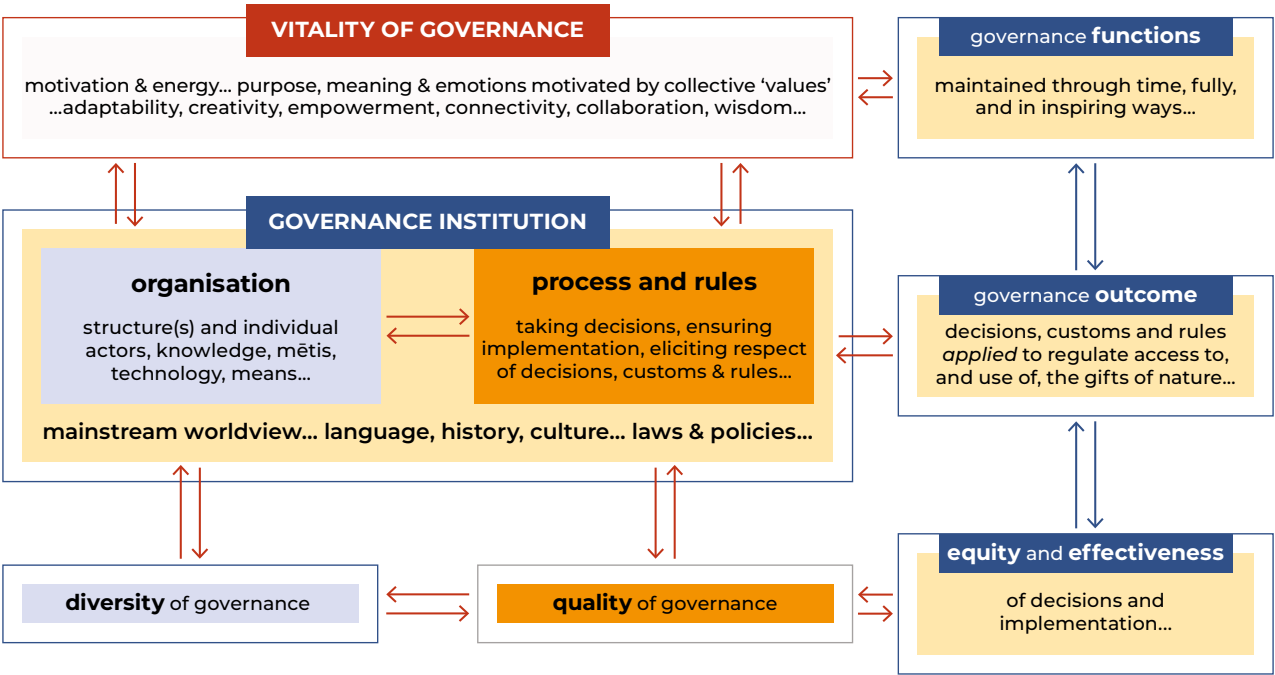 VITALITY OF GOVERNANCE
motivation & energy... purpose, meaning & emotions motivated by collective ‘values’
...adaptability, creativity, empowerment, connectivity, collaboration, wisdom...
governance functions
maintained through time, fully,
and in inspiring ways...
GOVERNANCE INSTITUTION
organisation
structure(s) and individual
actors, knowledge, mētis,
technology, means...
process and rules
taking decisions, ensuring
implementation, eliciting respect
of decisions, customs & rules...
mainstream worldview... language, history, culture... laws & policies...
governance outcome
decisions, customs and rules
applied to regulate access to,
and use of, the gifts of nature...
diversity of governance
quality of governance
equity and effectiveness
of decisions and
implementation...